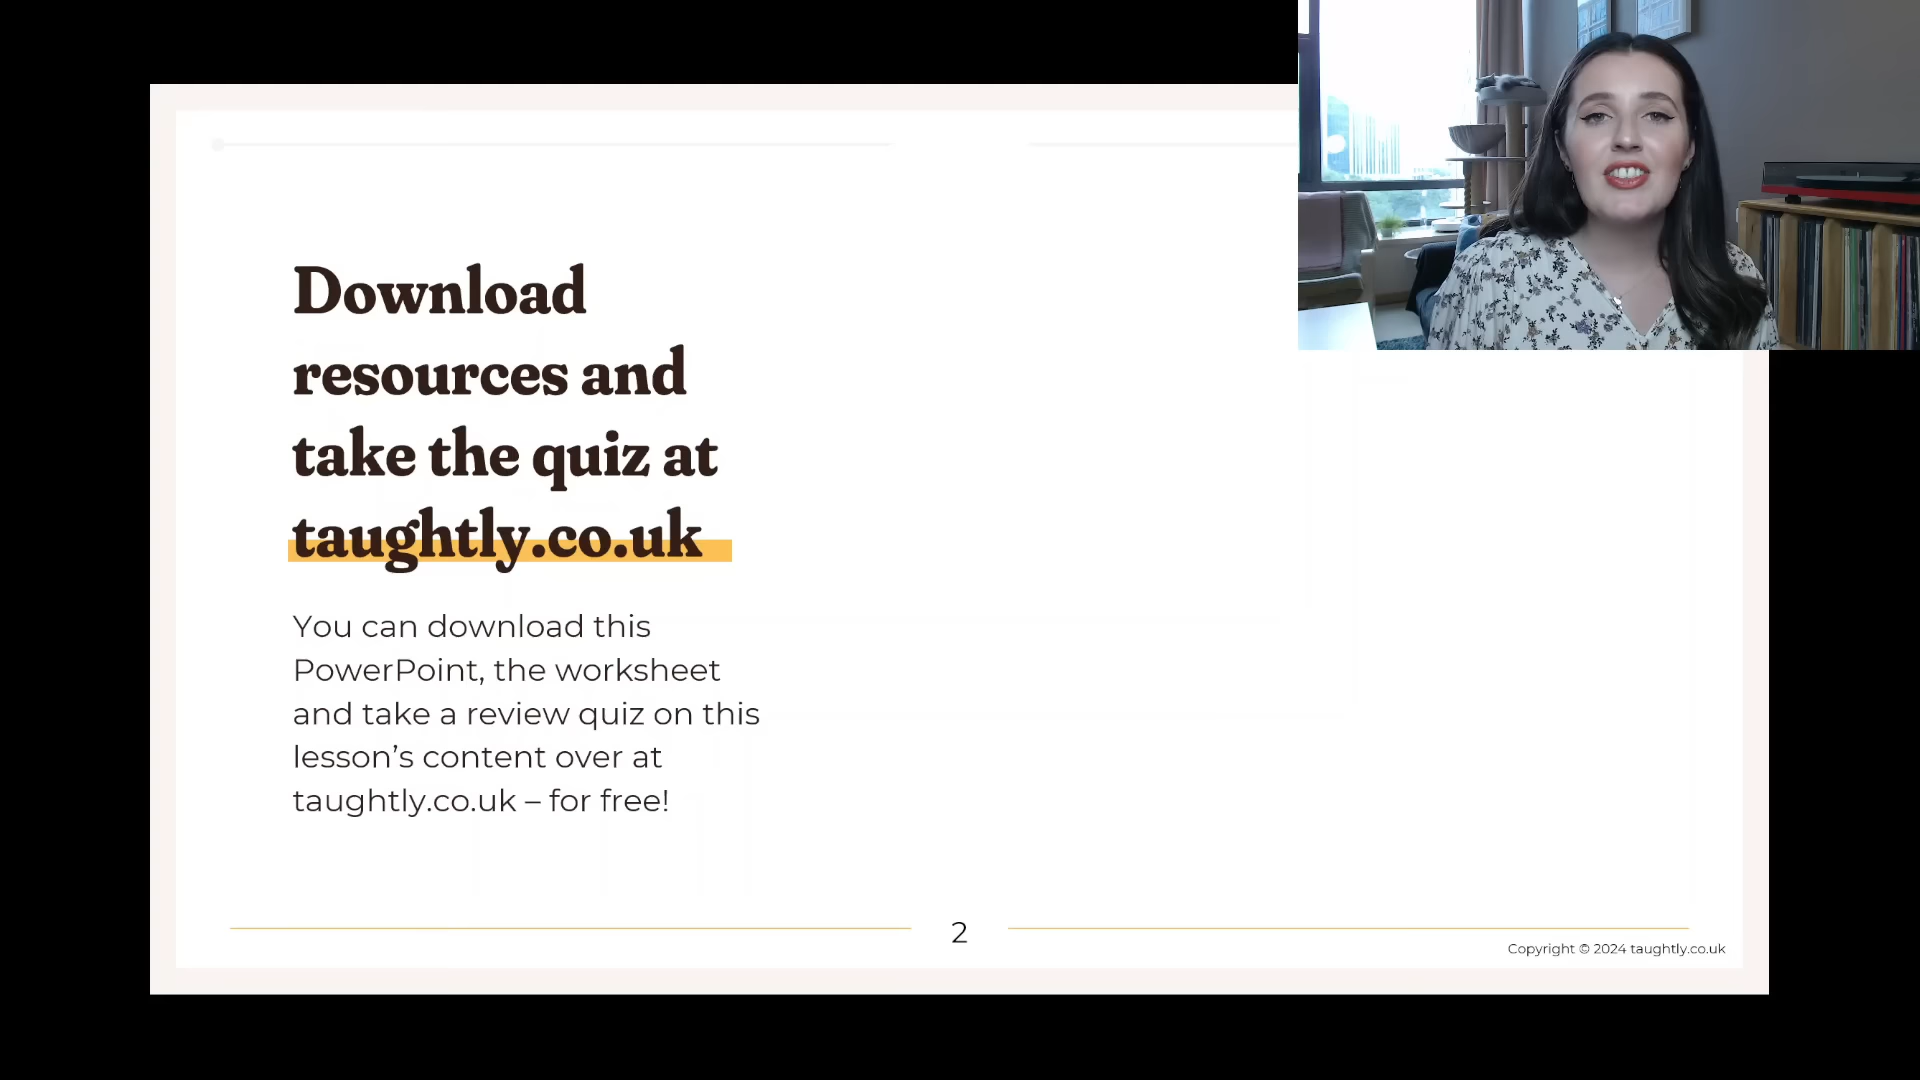 Download
resources and
take the quiz at
taughtly.co.uk
You can download this
PowerPoint, the worksheet
and take a review quiz on this
lesson’s content over at
taughtly.co.uk – for free!
2
Copyright © 2024 taughtly.co.uk